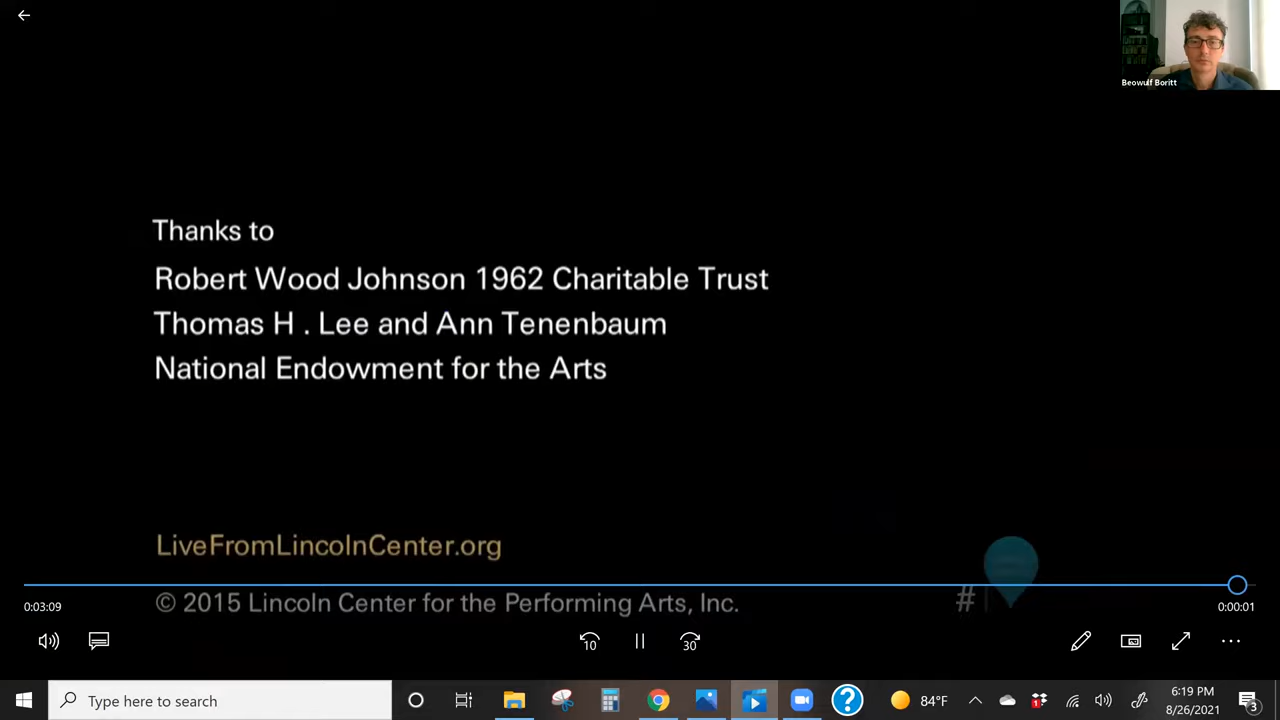 Beowulf Boritt
Thanks to
Robert Wood Johnson 1962 Charitable Trust
Thomas H . Lee and Ann Tenenbaum
National Endowment for the Arts
LiveFromLincolnCenter.org
© 2015 Lincoln Center for the Performing Arts, Inc.
#
0:03:09
0:00:01
10
30
Type here to search
84°F
6:19 PM
8/26/2021
1
3